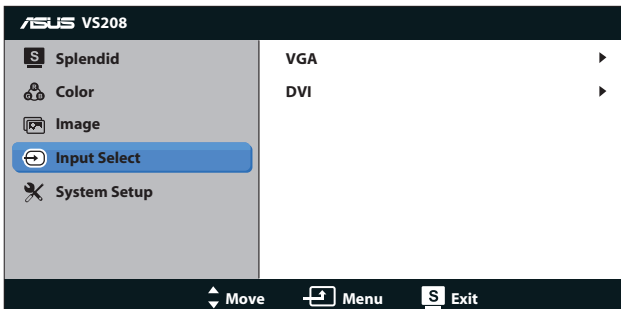 ASUS VS208
S Splendid
Color
Image
Input Select
System Setup
VGA
DVI
Move Menu S Exit